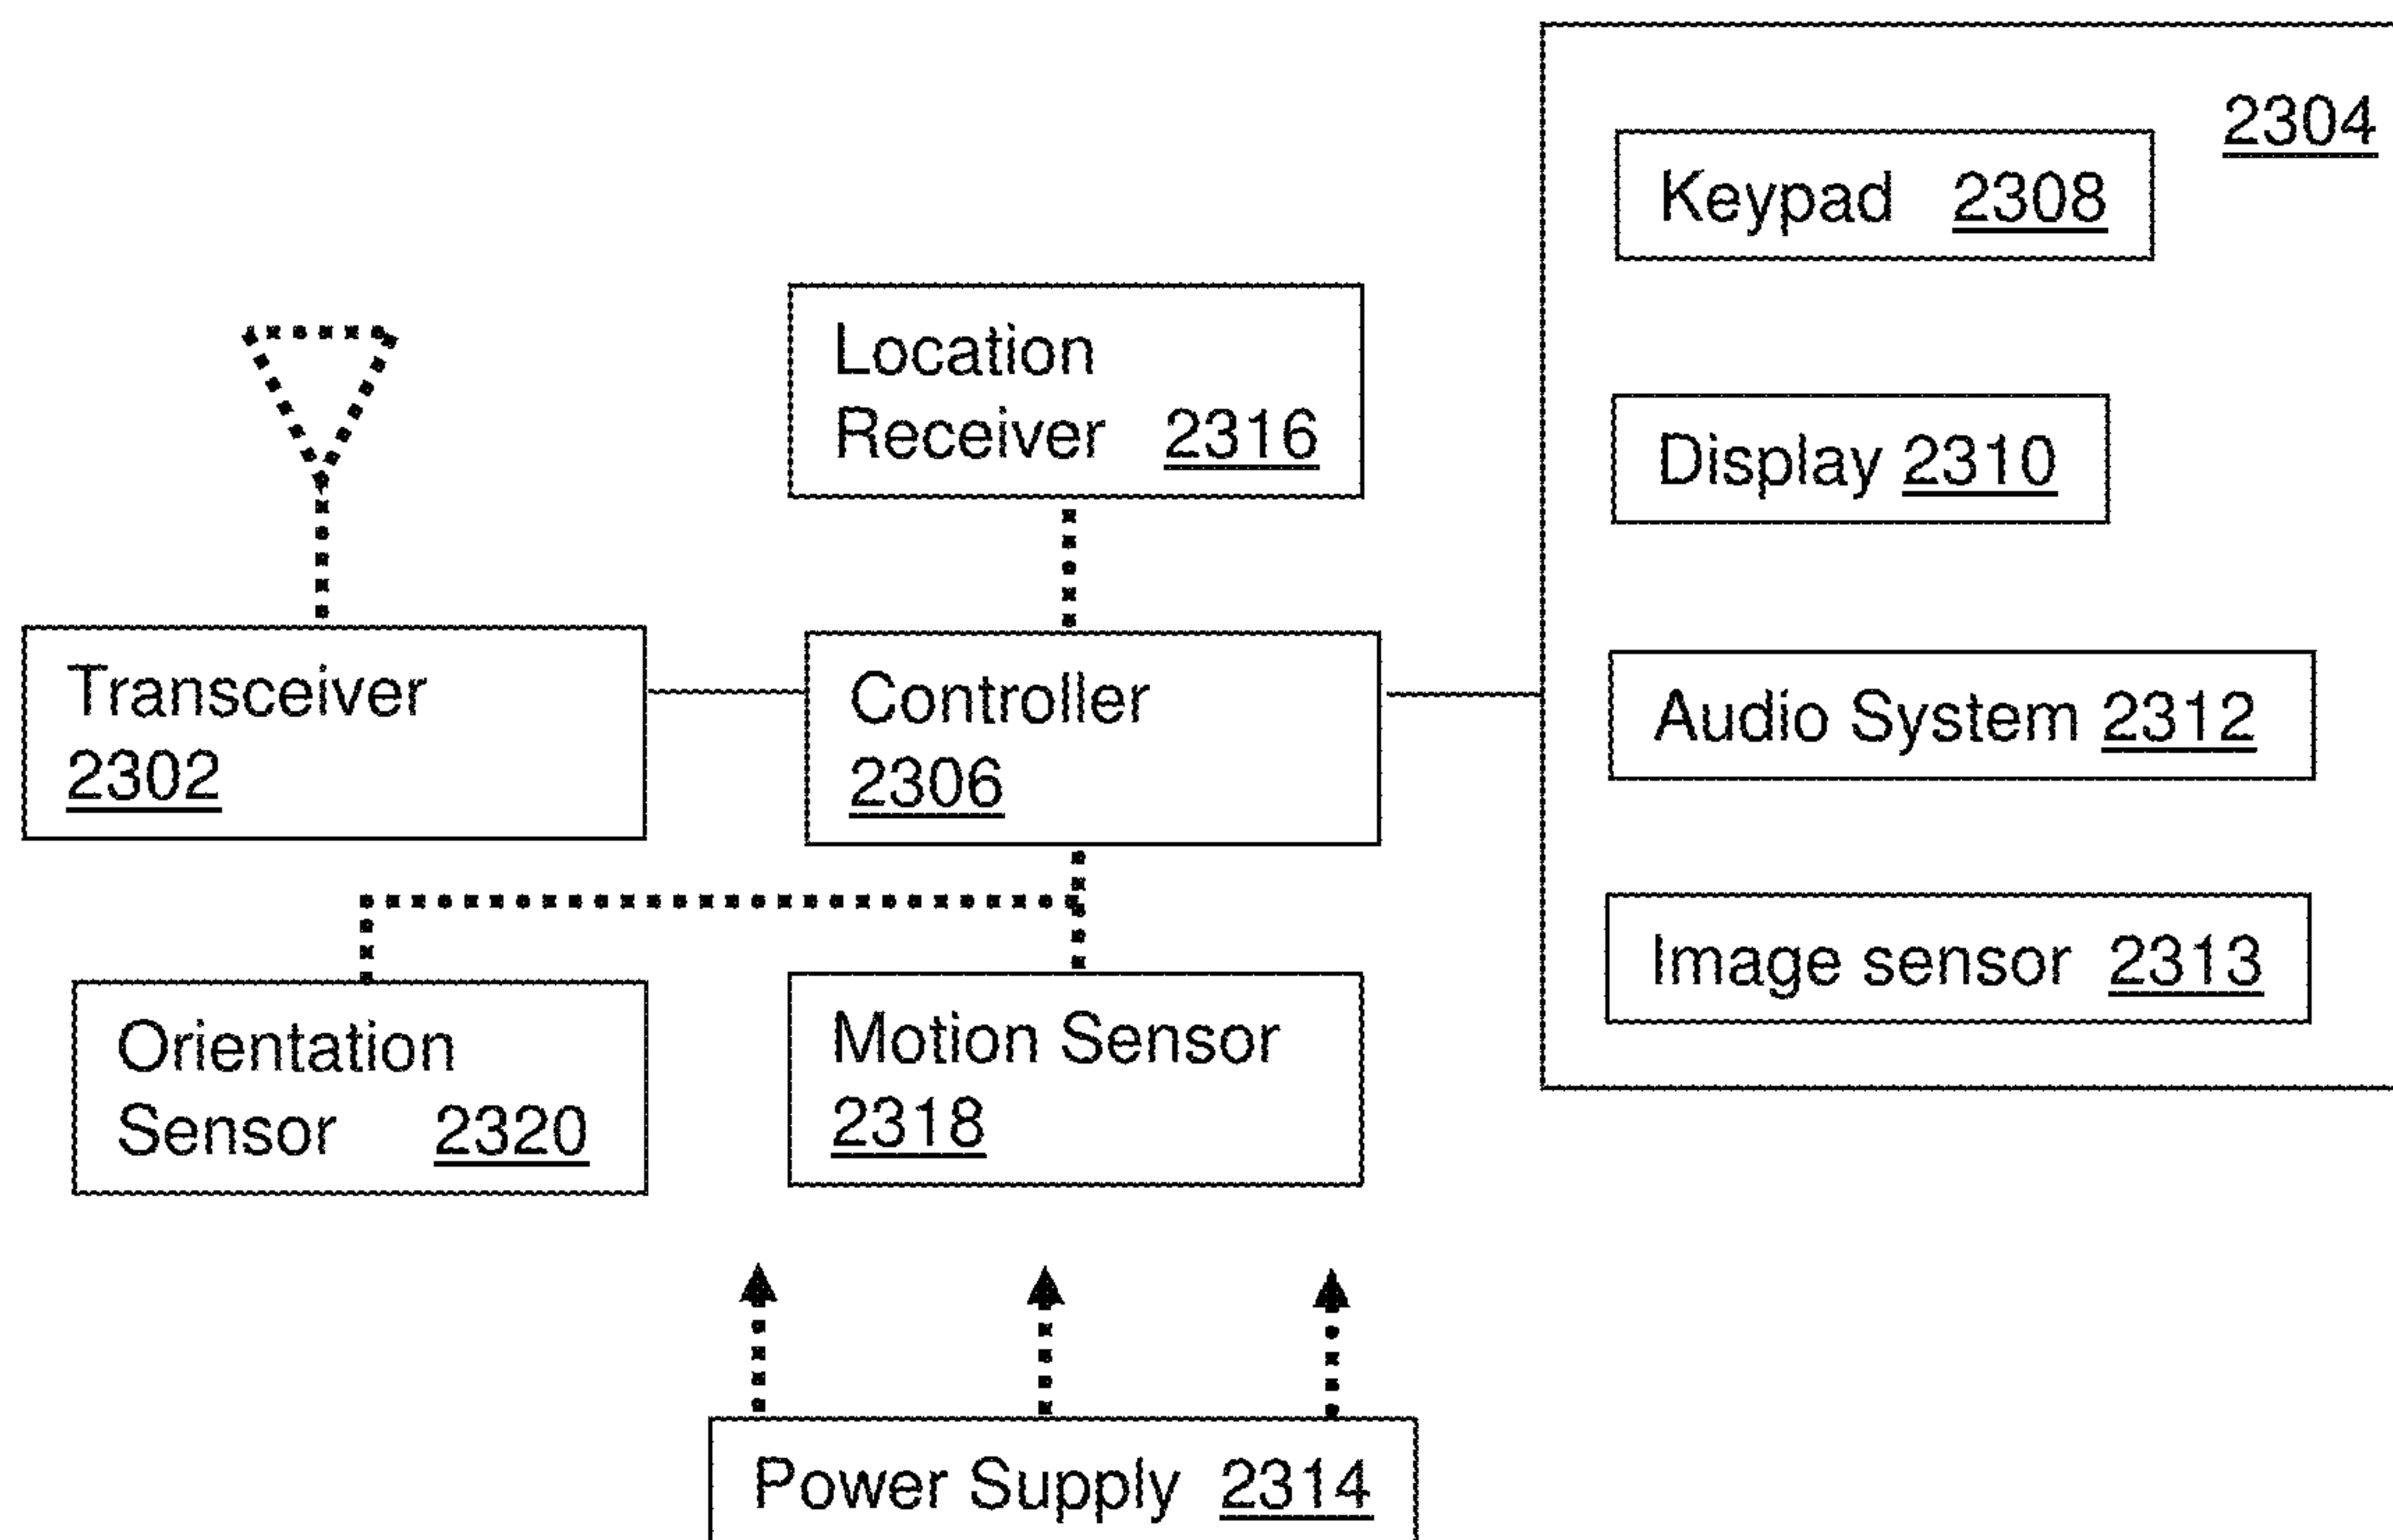 2304
Keypad 2308
Location
Receiver 2316
Display 2310
Transceiver
2302
Controller
2306
Audio System 2312
Image sensor 2313
Orientation
Sensor 2320
Motion Sensor
2318
Power Supply 2314